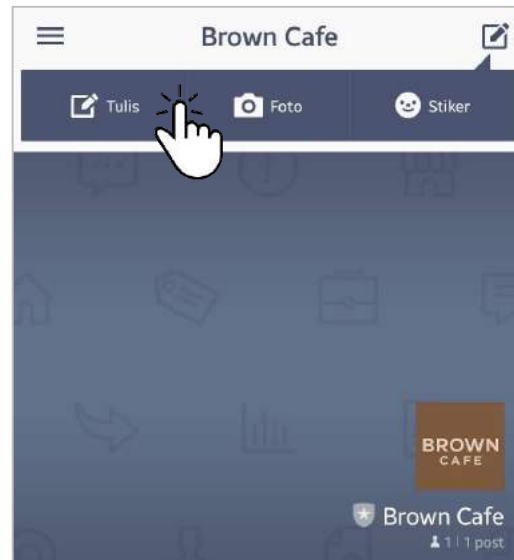 Brown Cafe
Tulis Foto Stiker
BROWN
CAFE
Brown Cafe
1 | 1 post